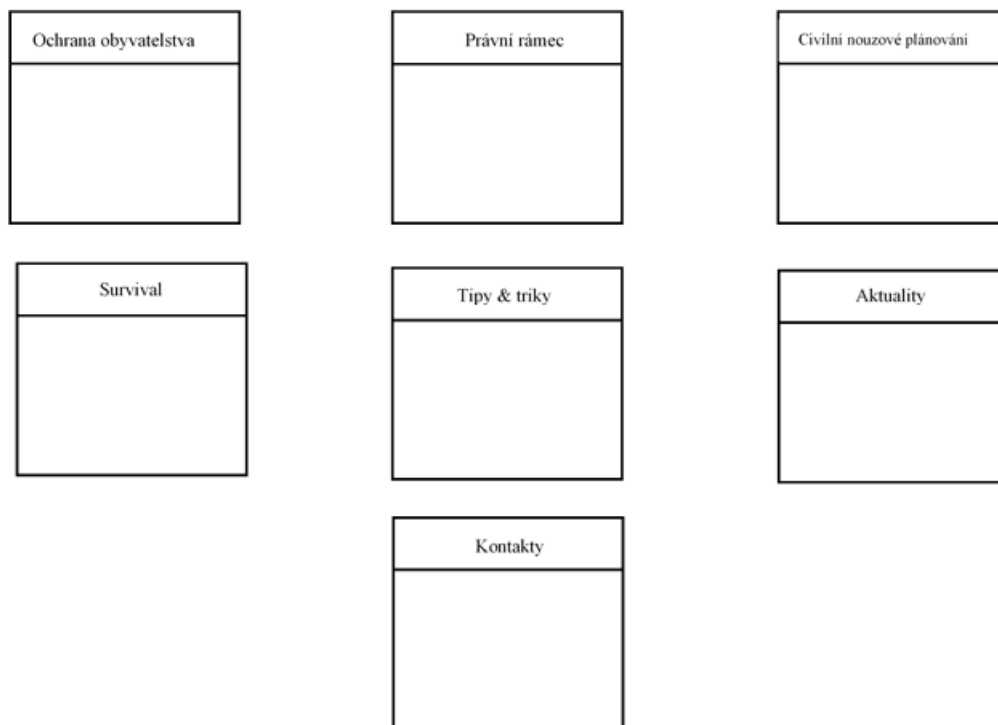 Ochrana obyvatelstva
Právní rámec
Civilní nouzové plánování
Survival
Tipy & triky
Aktuality
Kontakty